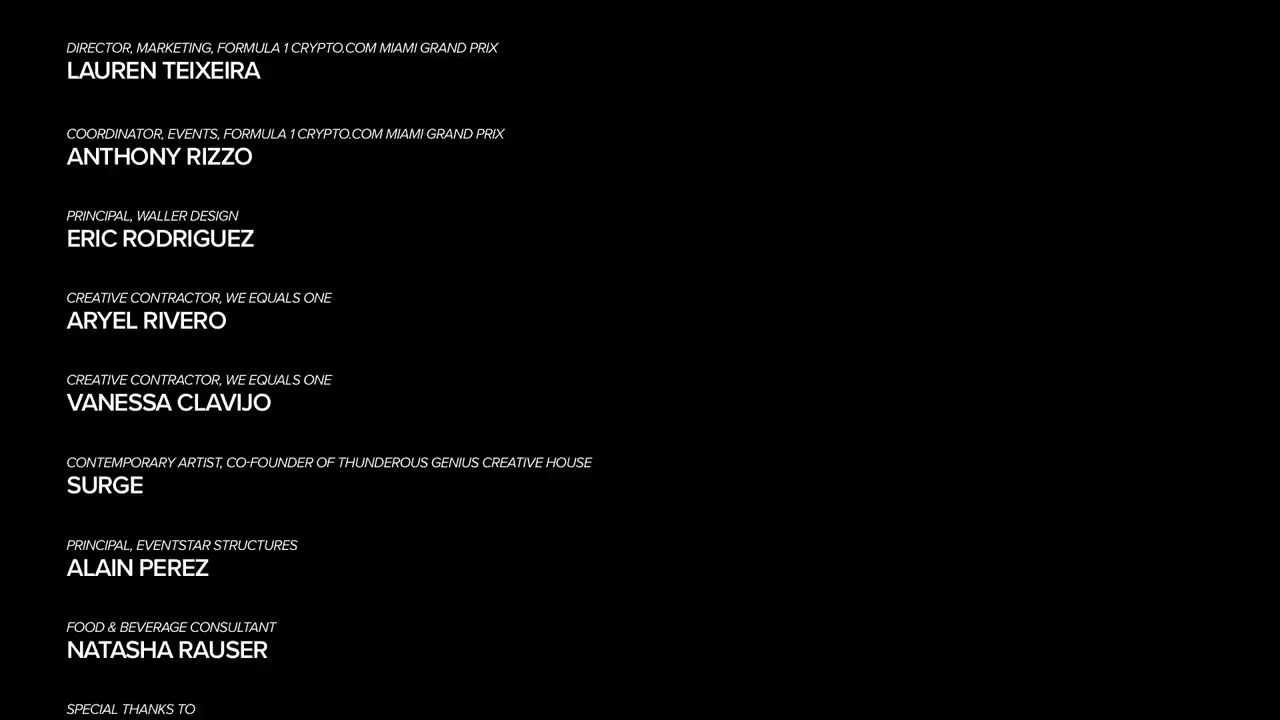 DIRECTOR, MARKETING, FORMULA 1 CRYPTO.COM MIAMI GRAND PRIX
LAUREN TEIXEIRA
COORDINATOR, EVENTS, FORMULA 1 CRYPTO.COM MIAMI GRAND PRIX
ANTHONY RIZZO
PRINCIPAL, WALLER DESIGN
ERIC RODRIGUEZ
CREATIVE CONTRACTOR, WE EQUALS ONE
ARYEL RIVERO
CREATIVE CONTRACTOR, WE EQUALS ONE
VANESSA CLAVIJO
CONTEMPORARY ARTIST, CO-FOUNDER OF THUNDEROUS GENIUS CREATIVE HOUSE
SURGE
PRINCIPAL, EVENTSTAR STRUCTURES
ALAIN PEREZ
FOOD & BEVERAGE CONSULTANT
NATASHA RAUSER
SPECIAL THANKS TO